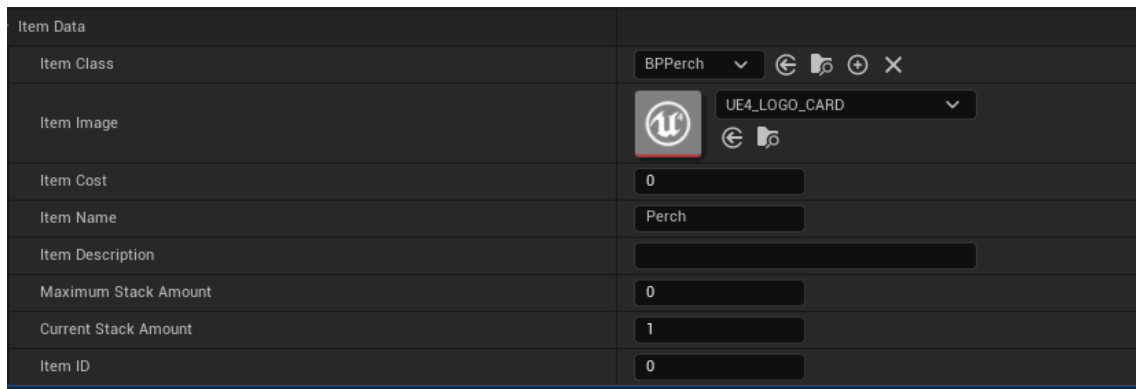 Item Data
Item Class BPPerch
Item Image UE4_LOGO_CARD
Item Cost 0
Item Name Perch
Item Description
Maximum Stack Amount 0
Current Stack Amount 1
Item ID 0